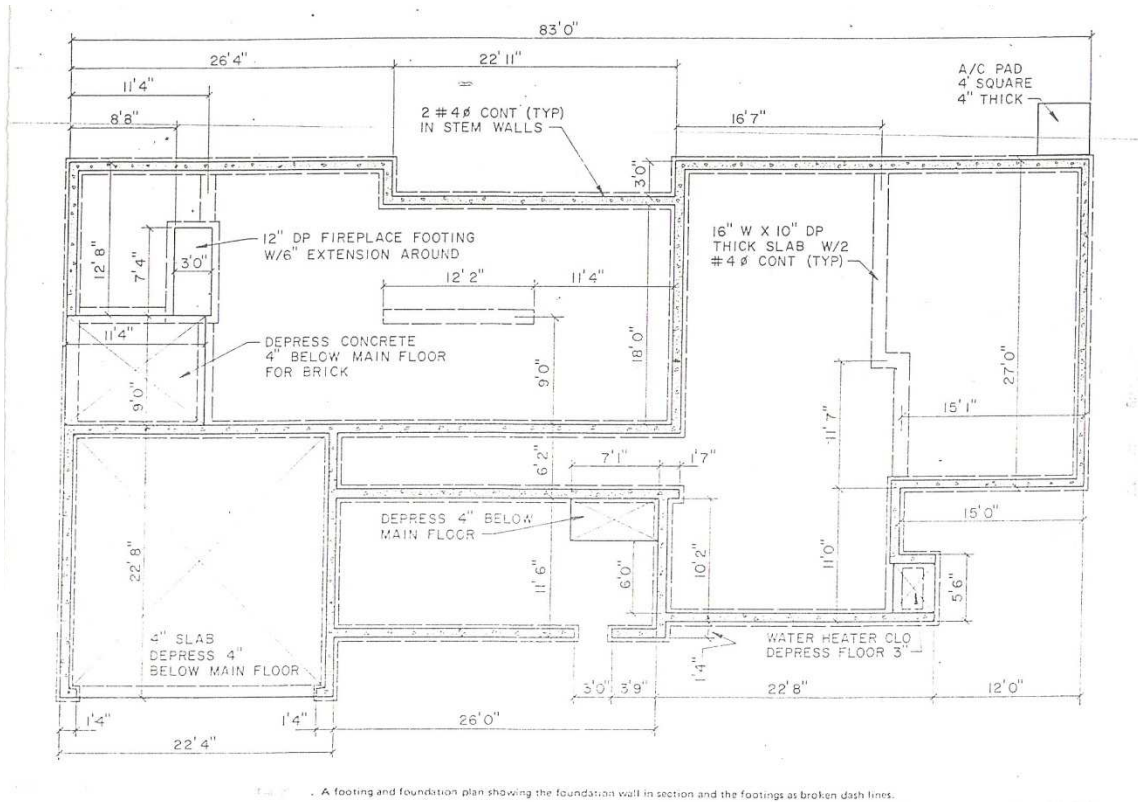 83'0"
26'4"
22'11"
11'4"
8'8"
2 #4⌀ CONT (TYP)
IN STEM WALLS
16'7"
A/C PAD
4' SQUARE
4" THICK
3'0"
12" DP FIREPLACE FOOTING
W/6" EXTENSION AROUND
12'8"
7'4"
3'0"
16" W X 10" DP
THICK SLAB W/2
#4⌀ CONT (TYP)
12'2"
11'4"
11'4"
DEPRESS CONCRETE
4" BELOW MAIN FLOOR
FOR BRICK
9'0"
9'0"
18'0"
27'0"
11'7"
15'1"
6'2"
7'1"
1'7"
DEPRESS 4" BELOW
MAIN FLOOR
15'0"
22'8"
11'6"
6'0"
10'2"
11'0"
5'6"
4" SLAB
DEPRESS 4"
BELOW MAIN FLOOR
WATER HEATER CLO
DEPRESS FLOOR 3"
1'4"
3'0"
3'9"
22'8"
12'0"
1'4"
1'4"
26'0"
22'4"
A footing and foundation plan showing the foundation wall in section and the footings as broken dash lines.